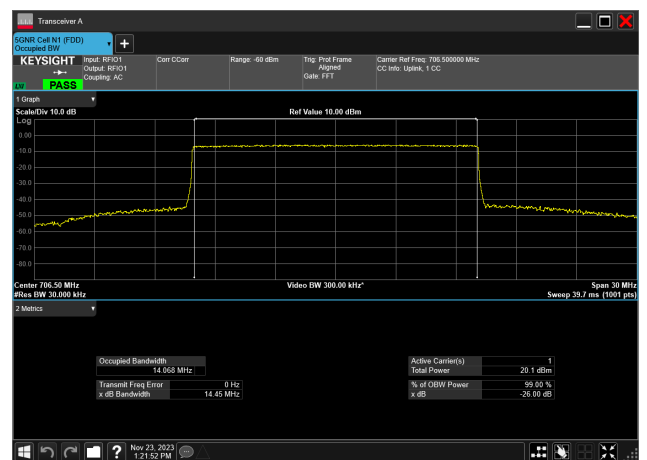 Transceiver A
5GNR Cell N1 (FDD)
Occupied BW
KEYSIGHT
LV
PASS
Input: RFIO1
Output: RFIO1
Coupling: AC
Corr CCorr
Range: -60 dBm
Trig: Prot Frame
Aligned
Gate: FFT
Carrier Ref Freq: 706.500000 MHz
CC Info: Uplink, 1 CC
1 Graph
Scale/Div 10.0 dB
Ref Value 10.00 dBm
Log
0.00
-10.0
-20.0
-30.0
-40.0
-50.0
-60.0
-70.0
-80.0
Center 706.50 MHz
Video BW 300.00 kHz^
Span 30 MHz
#Res BW 30.000 kHz
Sweep 39.7 ms (1001 pts)
2 Metrics
Occupied Bandwidth
14.068 MHz
Active Carrier(s) 1
Total Power 20.1 dBm
Transmit Freq Error 0 Hz
x dB Bandwidth 14.45 MHz
% of OBW Power 99.00 %
x dB -26.00 dB
?
Nov 23, 2023
1:21:52 PM